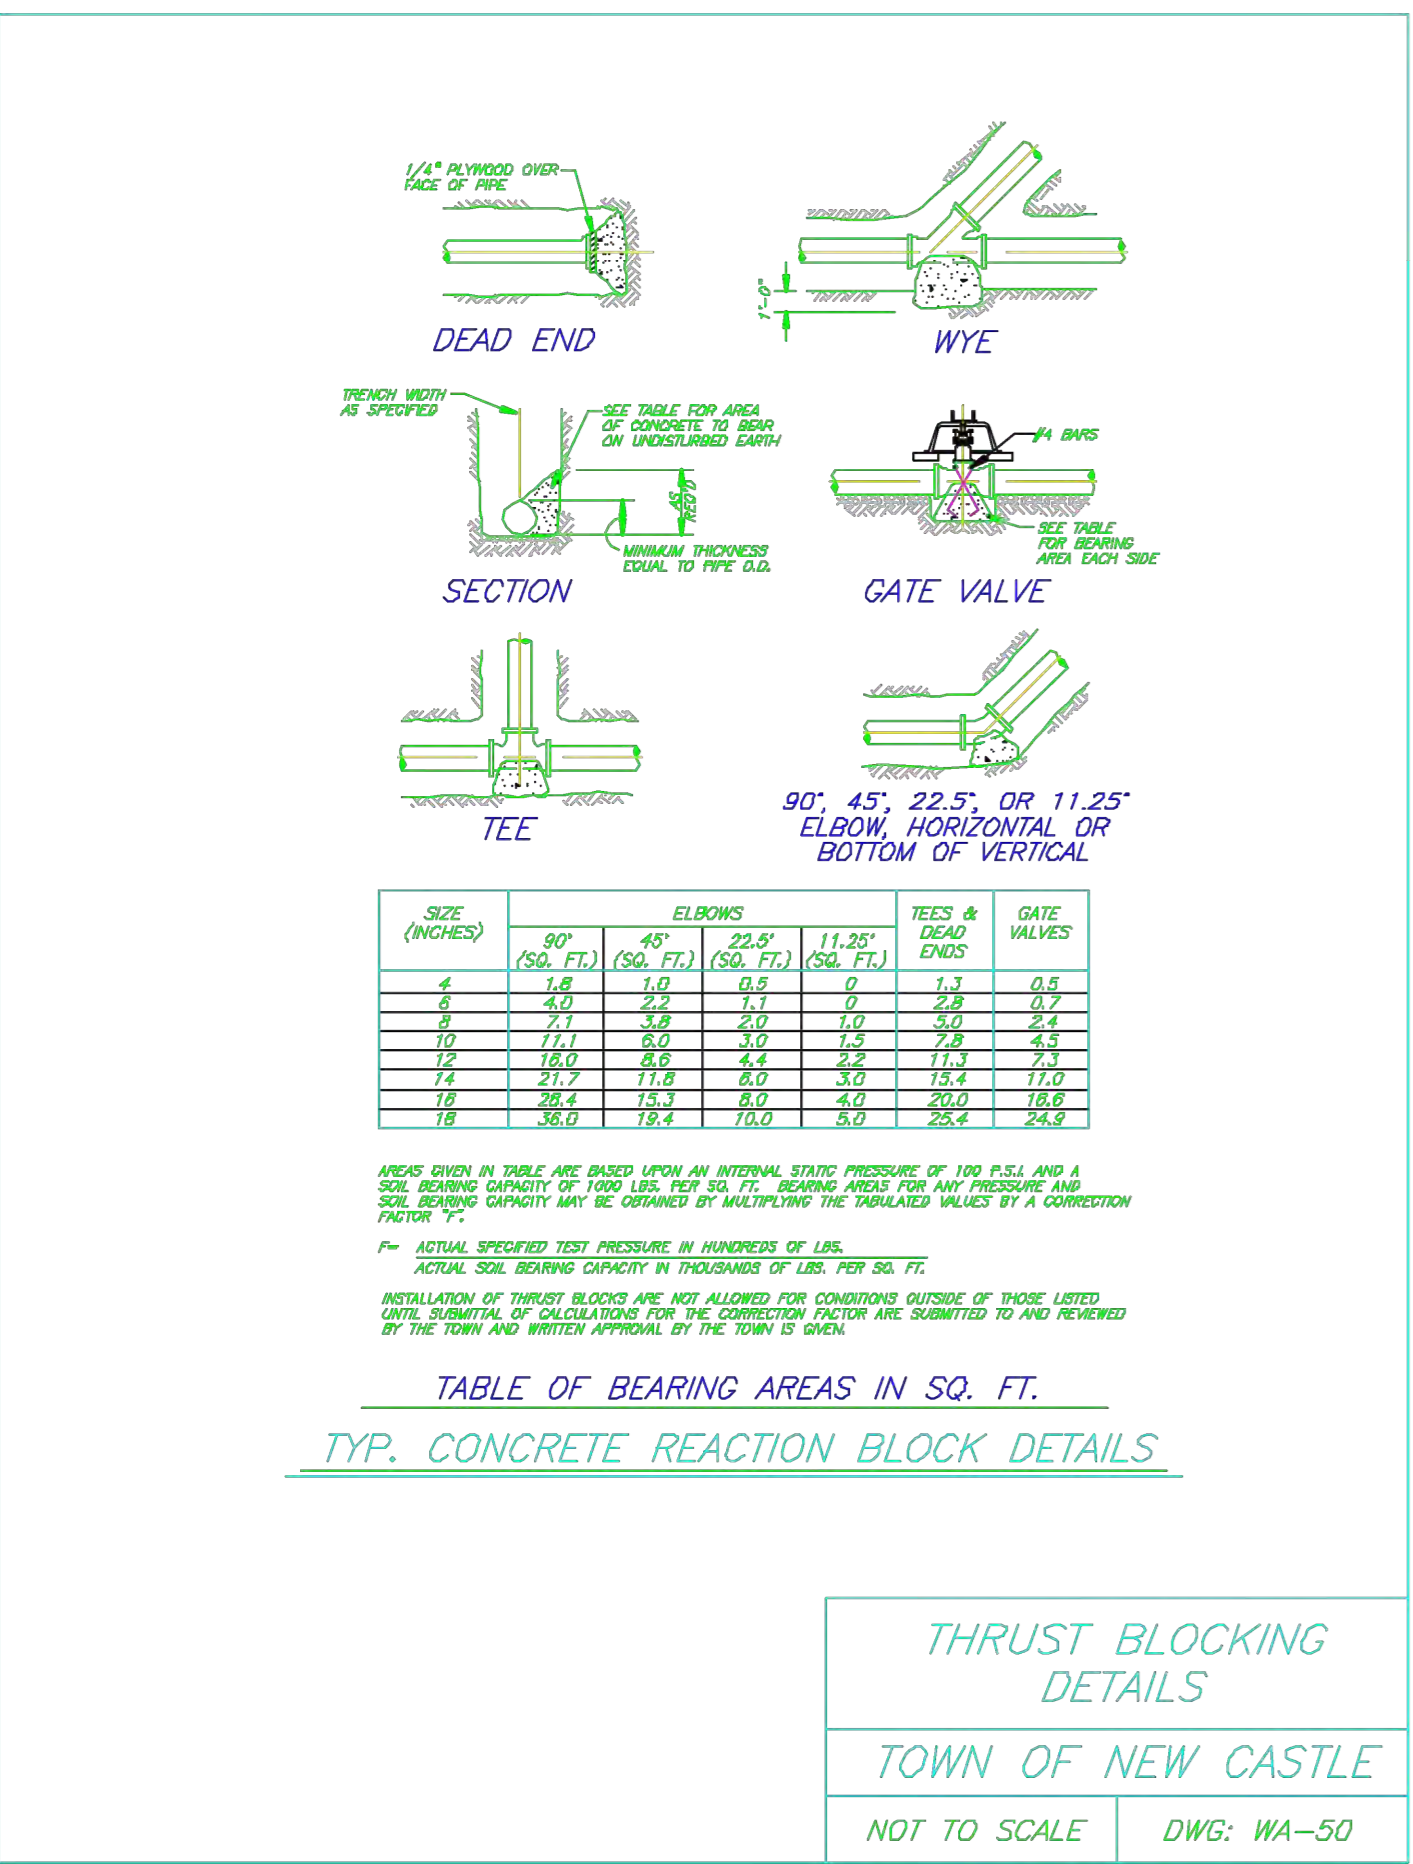 1/4" PLYWOOD OVER
FACE OF PIPE
DEAD END
1'-0"
WYE
TRENCH WIDTH
AS SPECIFIED
SEE TABLE FOR AREA
OF CONCRETE TO BEAR
ON UNDISTURBED EARTH
AS
REQ'D
MINIMUM THICKNESS
EQUAL TO PIPE O.D.
SECTION
#4 BARS
SEE TABLE
FOR BEARING
AREA EACH SIDE
GATE VALVE
TEE
90°, 45°, 22.5°, OR 11.25°
ELBOW, HORIZONTAL OR
BOTTOM OF VERTICAL
SIZE (INCHES) ELBOWS TEES & DEAD ENDS GATE VALVES
90° (SQ. FT.) 45° (SQ. FT.) 22.5° (SQ. FT.) 11.25° (SQ. FT.)
4 1.8 1.0 0.5 0 1.3 0.5
6 4.0 2.2 1.1 0 2.8 0.7
8 7.1 3.8 2.0 1.0 5.0 2.4
10 11.1 6.0 3.0 1.5 7.8 4.5
12 16.0 8.6 4.4 2.2 11.3 7.3
14 21.7 11.8 6.0 3.0 15.4 11.0
16 28.4 15.3 8.0 4.0 20.0 16.6
18 36.0 19.4 10.0 5.0 25.4 24.9
AREAS GIVEN IN TABLE ARE BASED UPON AN INTERNAL STATIC PRESSURE OF 100 P.S.I. AND A
SOIL BEARING CAPACITY OF 1000 LBS. PER SQ. FT. BEARING AREAS FOR ANY PRESSURE AND
SOIL BEARING CAPACITY MAY BE OBTAINED BY MULTIPLYING THE TABULATED VALUES BY A CORRECTION
FACTOR "F".
F= ACTUAL SPECIFIED TEST PRESSURE IN HUNDREDS OF LBS.
ACTUAL SOIL BEARING CAPACITY IN THOUSANDS OF LBS. PER SQ. FT.
INSTALLATION OF THRUST BLOCKS ARE NOT ALLOWED FOR CONDITIONS OUTSIDE OF THOSE LISTED
UNTIL SUBMITTAL OF CALCULATIONS FOR THE CORRECTION FACTOR ARE SUBMITTED TO AND REVIEWED
BY THE TOWN AND WRITTEN APPROVAL BY THE TOWN IS GIVEN.
TABLE OF BEARING AREAS IN SQ. FT.
TYP. CONCRETE REACTION BLOCK DETAILS
THRUST BLOCKING
DETAILS
TOWN OF NEW CASTLE
NOT TO SCALE
DWG: WA-50